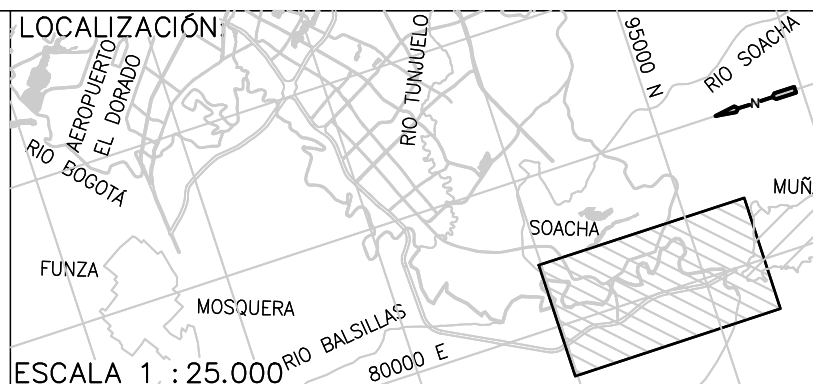 LOCALIZACIÓN:
AEROPUERTO
EL DORADO
RIO BOGOTÁ
RIO TUNJUELO
95000 N
RIO SOACHA
N
MUÑ
SOACHA
FUNZA
MOSQUERA
RIO BALSILLAS
80000 E
ESCALA 1 :25.000